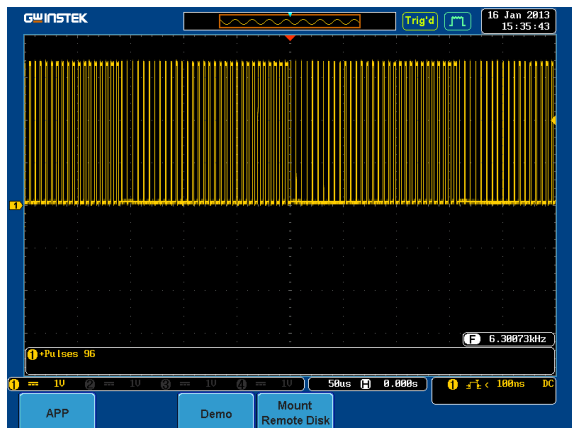 GWINSTEK
Trig'd
16 Jan 2013
15:35:43
1
F 6.30073kHz
1 +Pulses 96
1 1V 2 1V 3 1V 4 1V 50us H 0.000s 1 < 100ns DC
APP
Demo
Mount
Remote Disk